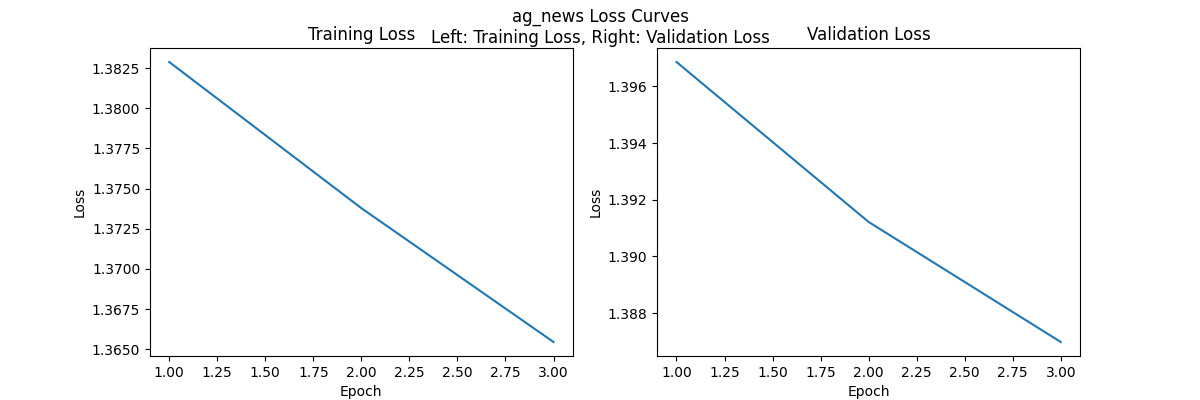 ag_news Loss Curves
Left: Training Loss, Right: Validation Loss
Training Loss
1.3825
1.3800
1.3775
1.3750
1.3725
1.3700
1.3675
1.3650
Loss
1.00 1.25 1.50 1.75 2.00 2.25 2.50 2.75 3.00
Epoch
Validation Loss
1.396
1.394
1.392
1.390
1.388
Loss
1.00 1.25 1.50 1.75 2.00 2.25 2.50 2.75 3.00
Epoch